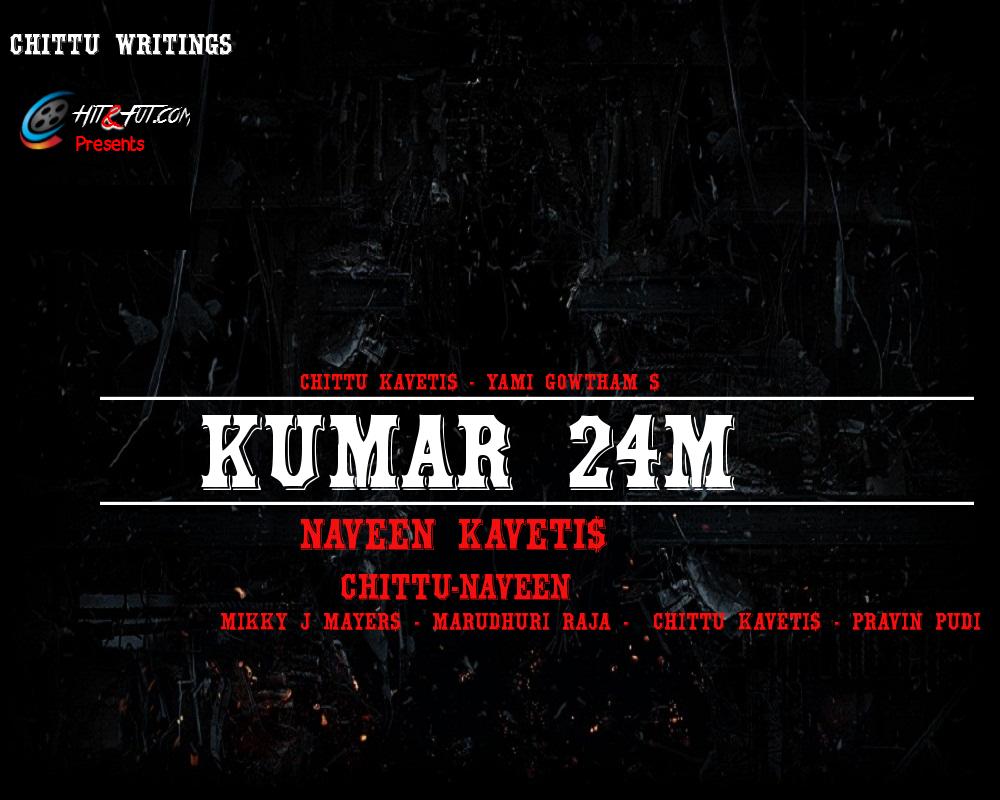 CHITTU WRITINGS
HIT&FUT.COM
Presents
CHITTU KAVETI$ - YAMI GOWTHAM $
KUMAR 24M
NAVEEN KAVETI$
CHITTU-NAVEEN
MIKKY J MAYER$ - MARUDHURI RAJA - CHITTU KAVETI$ - PRAVIN PUDI